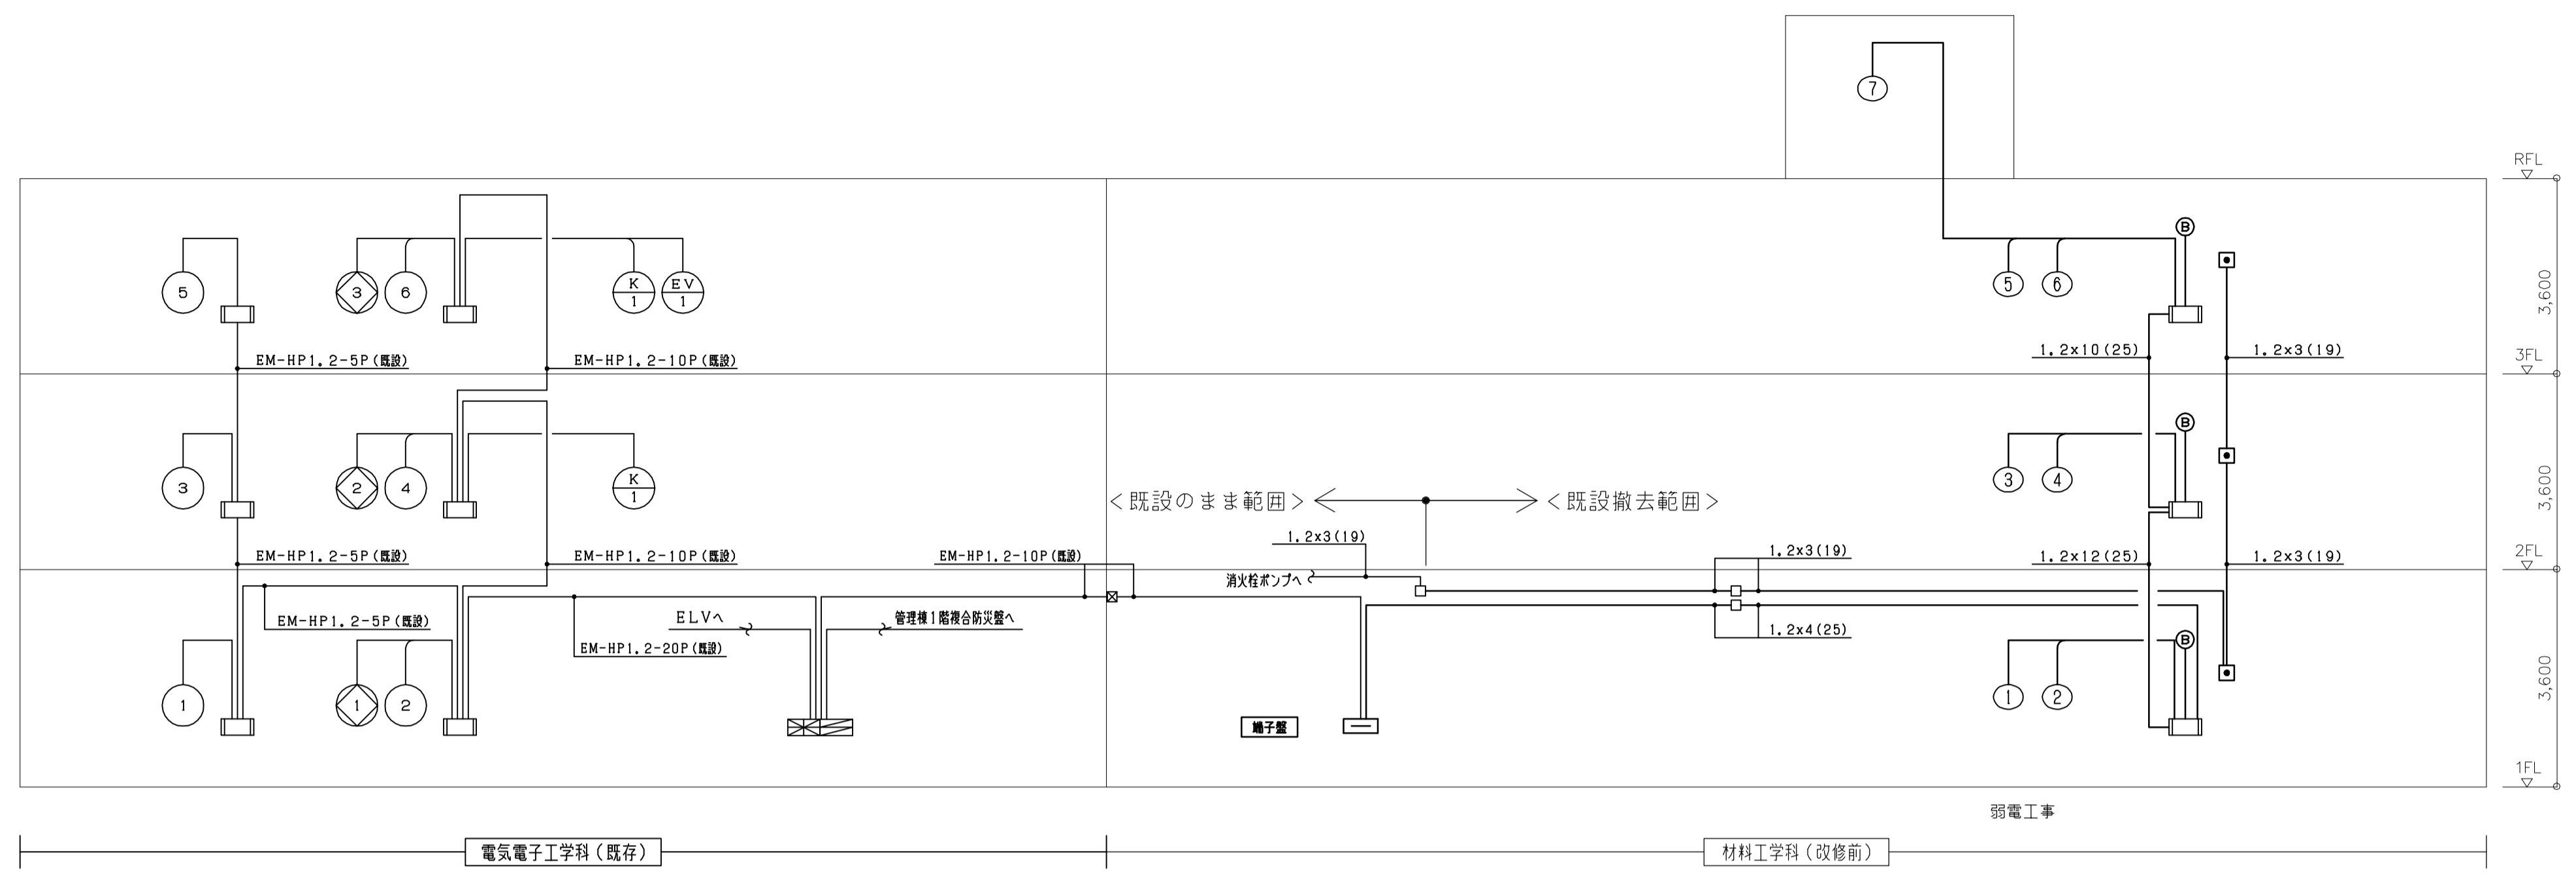 7
RFL
B
5
3
6
K
1
EV
1
5
6
3,600
EM-HP1.2-5P(既設)
EM-HP1.2-10P(既設)
1.2x10(25)
1.2x3(19)
3FL
B
3
2
4
K
1
3
4
3,600
<既設のまま範囲>
<既設撤去範囲>
1.2x3(19)
EM-HP1.2-5P(既設)
EM-HP1.2-10P(既設)
EM-HP1.2-10P(既設)
1.2x3(19)
1.2x12(25)
1.2x3(19)
2FL
消火栓ポンプへ
EM-HP1.2-5P(既設)
ELVへ
管理棟1階複合防災盤へ
1.2x4(25)
B
EM-HP1.2-20P(既設)
1
1
2
1
2
3,600
端子盤
1FL
弱電工事
電気電子工学科(既存)
材料工学科(改修前)